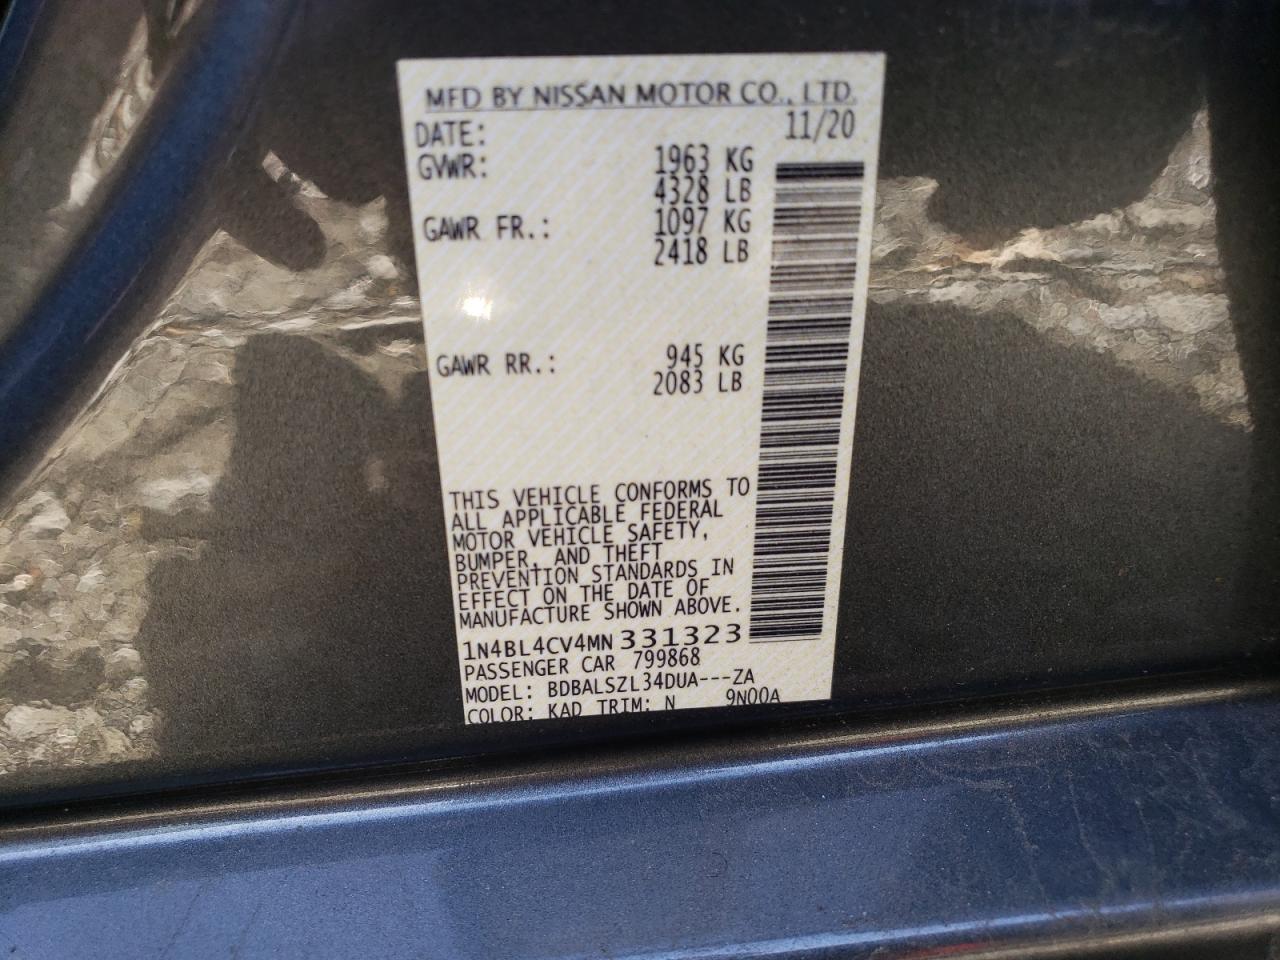 MFD BY NISSAN MOTOR CO., LTD.
DATE: 11/20
GVWR: 1963 KG
4328 LB
GAWR FR.: 1097 KG
2418 LB
GAWR RR.: 945 KG
2083 LB
THIS VEHICLE CONFORMS TO
ALL APPLICABLE FEDERAL
MOTOR VEHICLE SAFETY,
BUMPER, AND THEFT
PREVENTION STANDARDS IN
EFFECT ON THE DATE OF
MANUFACTURE SHOWN ABOVE.
1N4BL4CV4MN331323
PASSENGER CAR 799868
MODEL: BDBALSZL34DUA---ZA
COLOR: KAD TRIM: N 9N00A